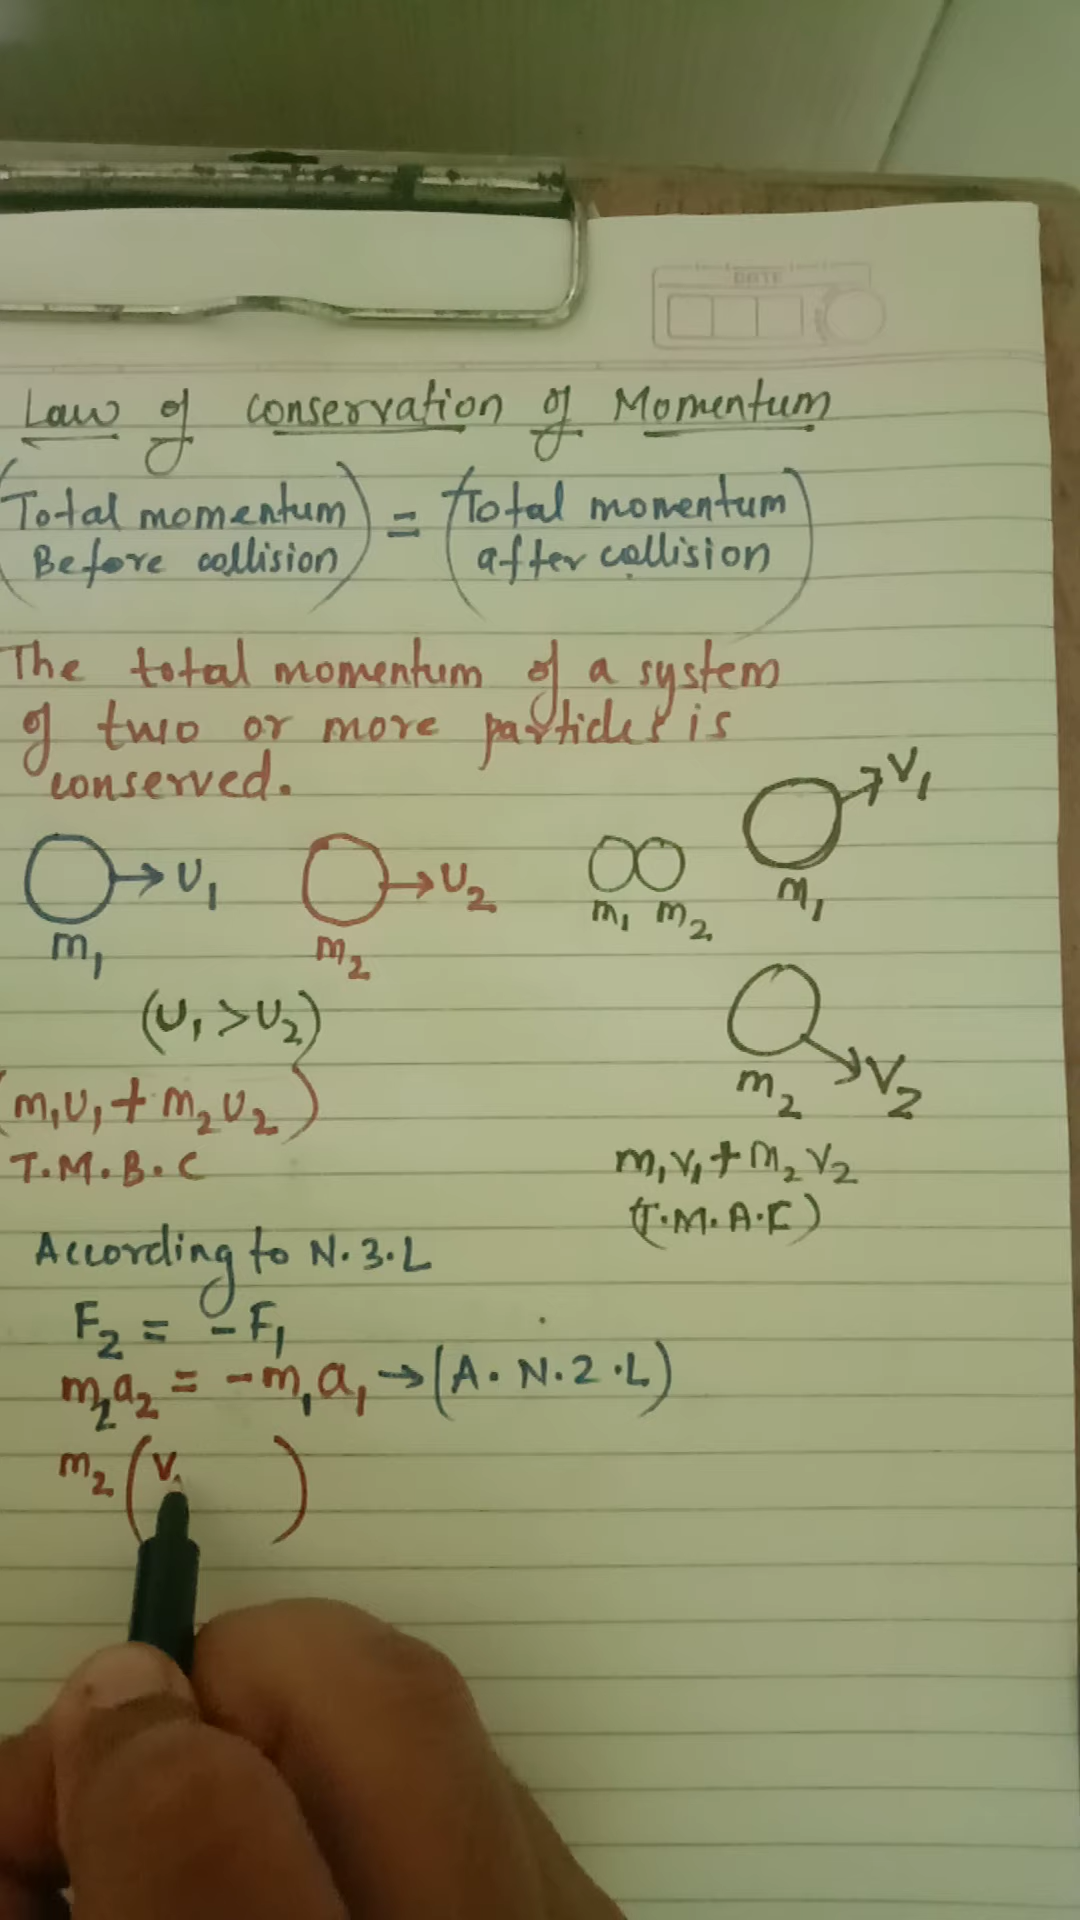 DATE
Law of conservation of Momentum
(Total momentum Before collision) = (Total momentum after collision)
The total momentum of a system
of two or more particles is
conserved.
m₁ → U₁
m₂ → U₂
m₁ m₂
m₁ → V₁
(U₁ > U₂)
m₂ → V₂
(m₁U₁ + m₂U₂)
T.M.B.C
m₁v₁ + m₂v₂
(T.M.A.C)
According to N.3.L
F₂ = -F₁
m₂a₂ = -m₁a₁ → (A.N.2.L)
m₂(V )